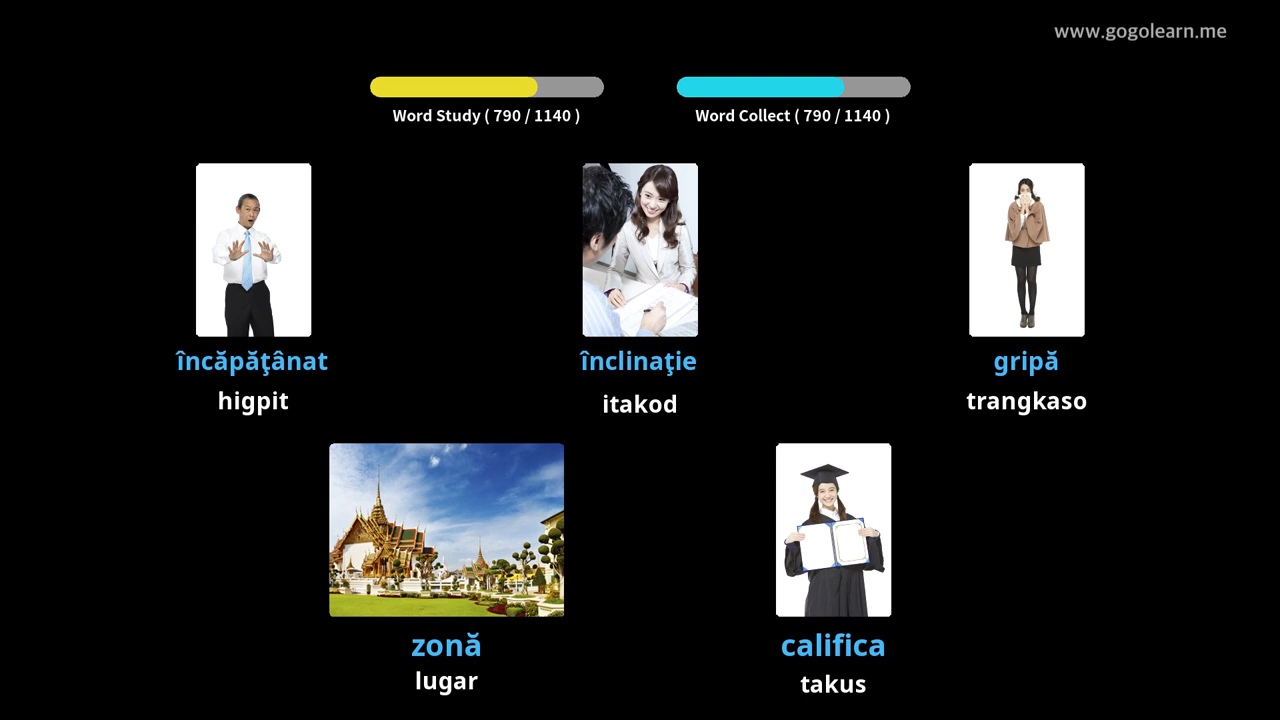 www.gogolearn.me
Word Study ( 790 / 1140 )
Word Collect ( 790 / 1140 )
încăpăţânat
higpit
înclinaţie
itakod
gripă
trangkaso
zonă
lugar
califica
takus